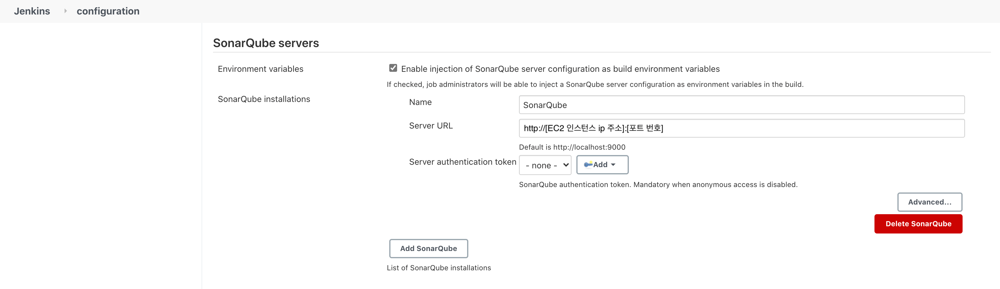 Jenkins configuration
SonarQube servers
Environment variables
Enable injection of SonarQube server configuration as build environment variables
If checked, job administrators will be able to inject a SonarQube server configuration as environment variables in the build.
SonarQube installations
Name
SonarQube
Server URL
http://[EC2 인스턴스 ip 주소]:[포트 번호]
Default is http://localhost:9000
Server authentication token
- none -
Add
SonarQube authentication token. Mandatory when anonymous access is disabled.
Advanced...
Delete SonarQube
Add SonarQube
List of SonarQube installations